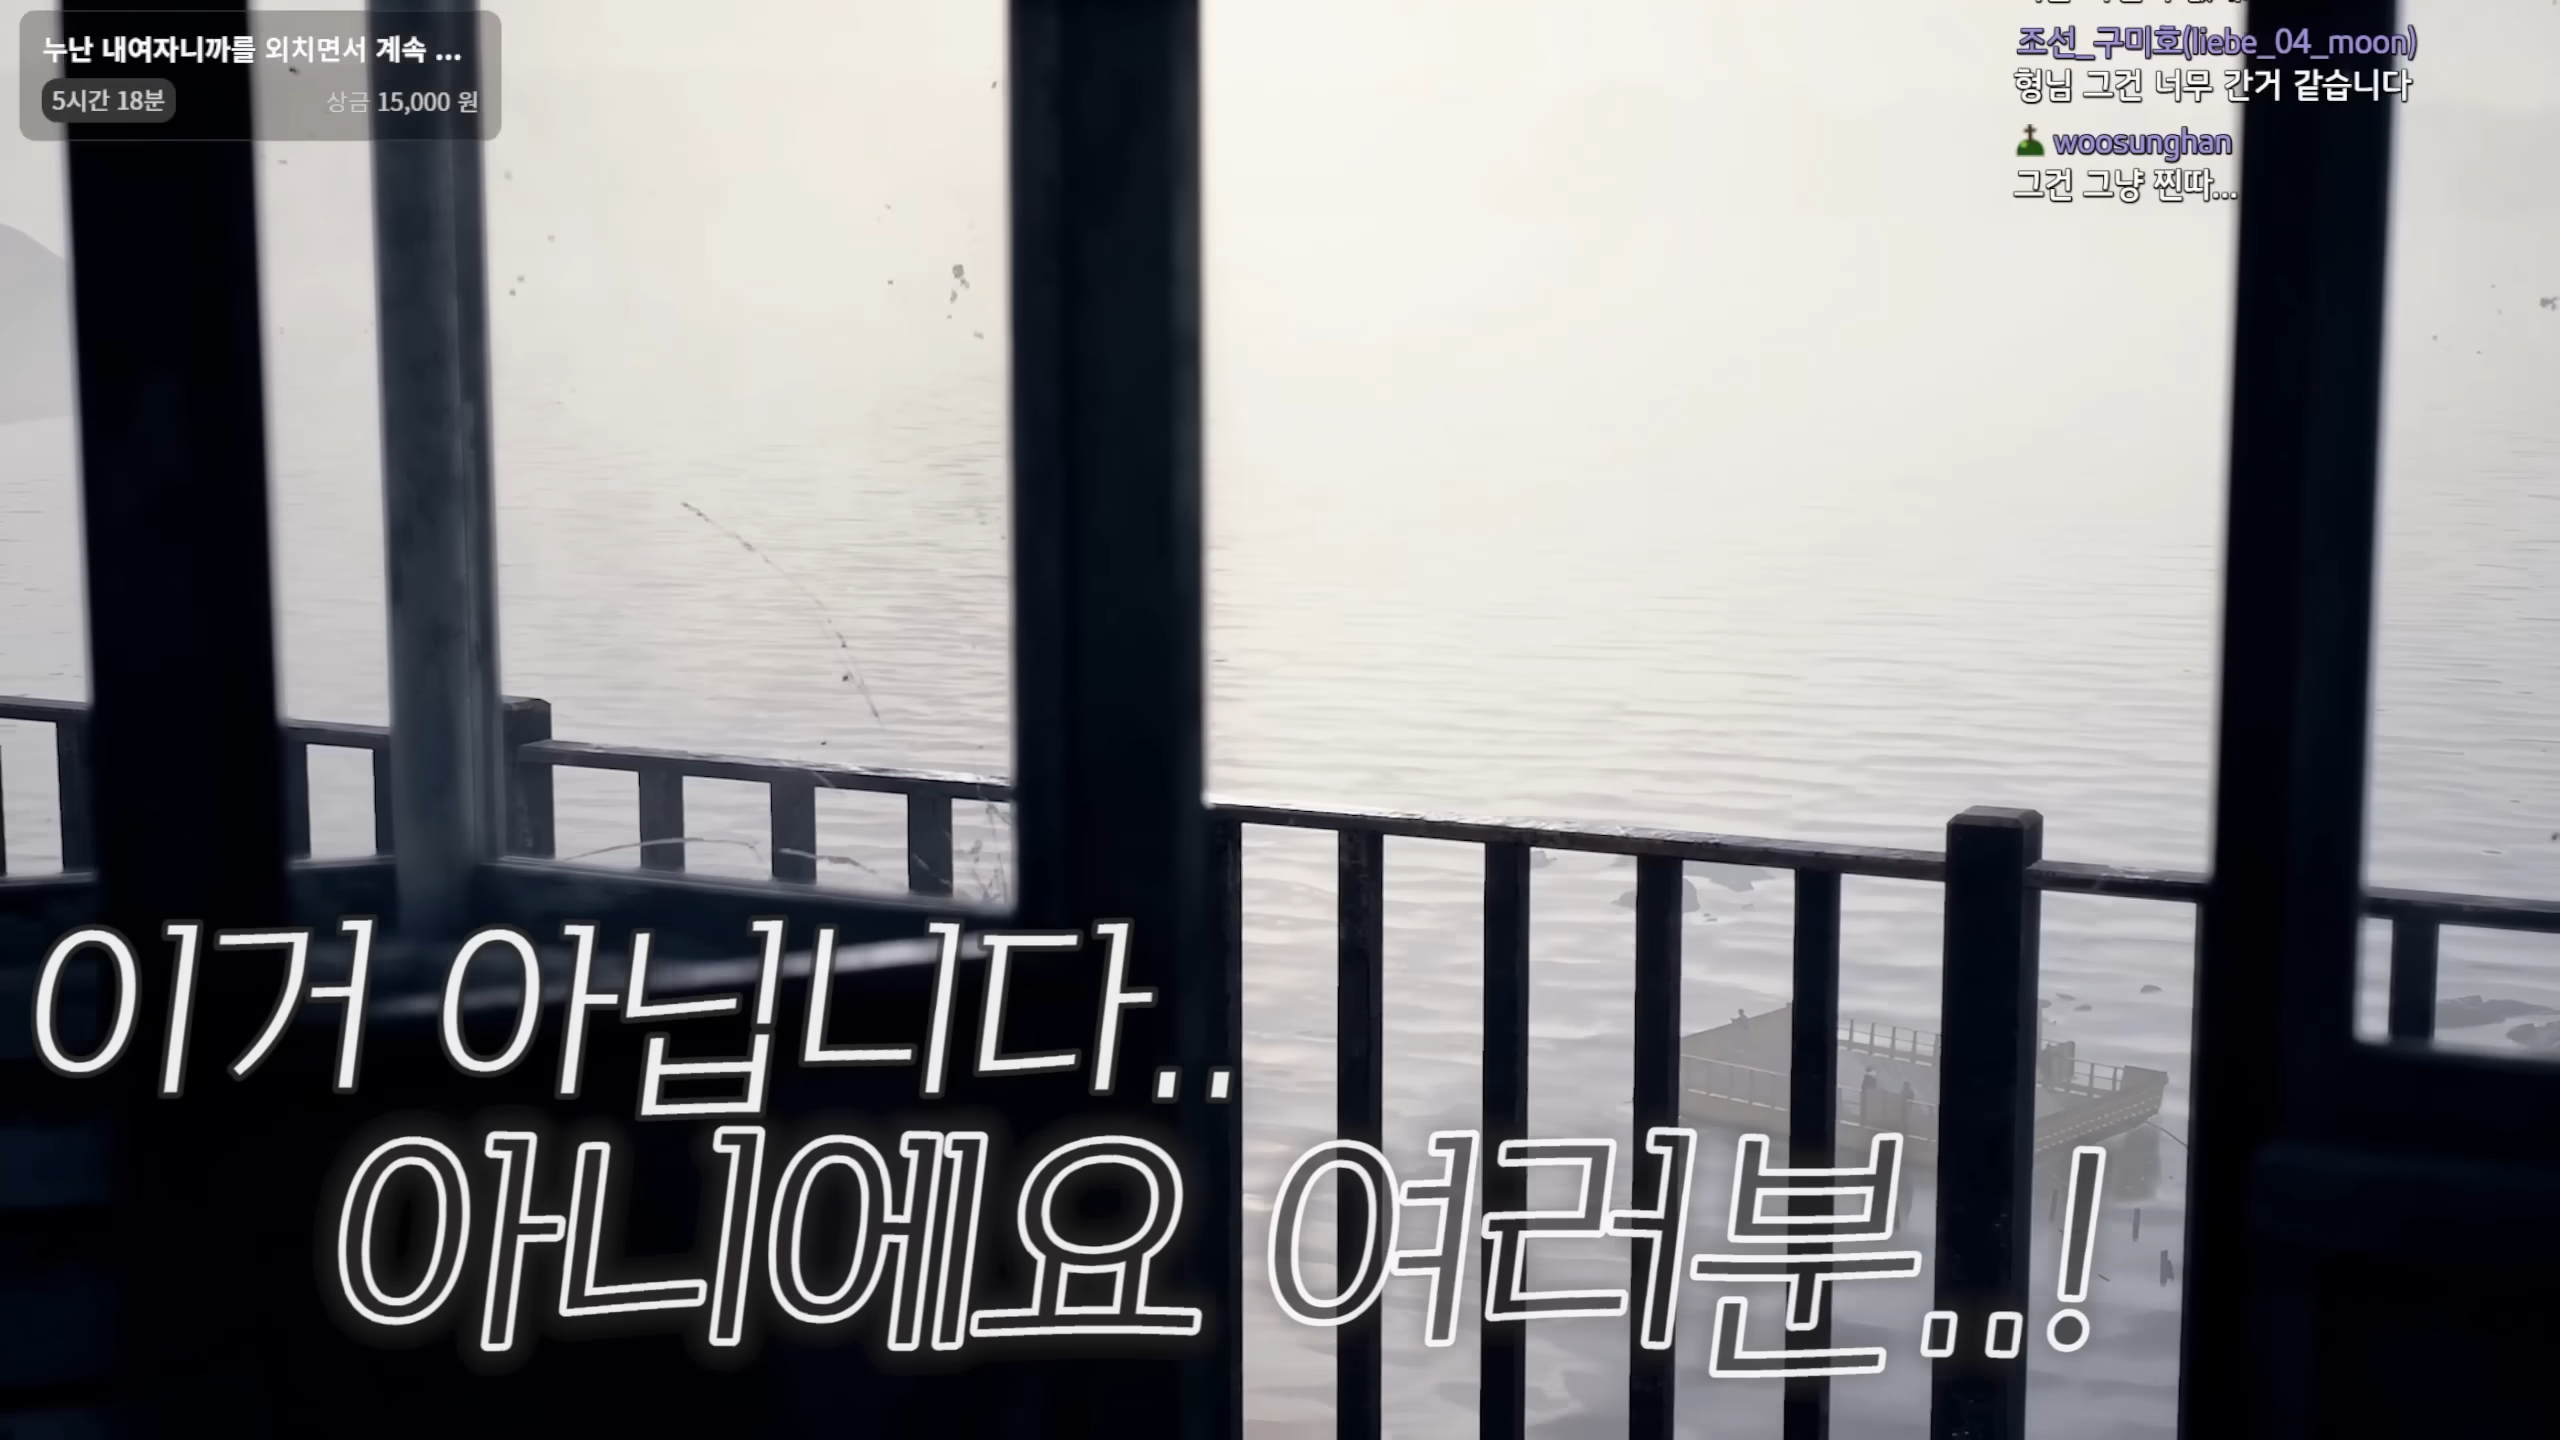 누난 내여자니까를 외치면서 계속 ...
5시간 18분
상금 15,000 원
조선_구미호(liebe_04_moon)
형님 그건 너무 간거 같습니다
woosunghan
그건 그냥 찐따...
이거 아닙니다..
아니에요 여러분..!